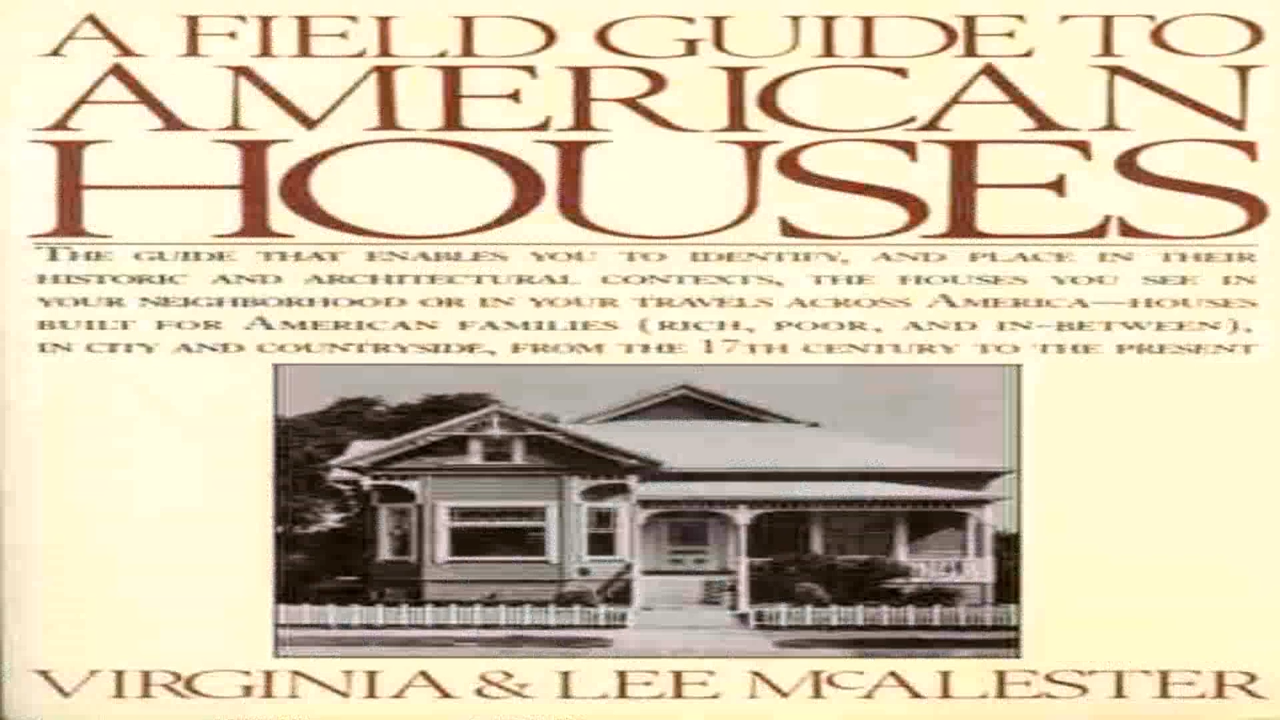 A FIELD GUIDE TO
AMERICAN
HOUSES
THE GUIDE THAT ENABLES YOU TO IDENTIFY, AND PLACE IN THEIR
HISTORIC AND ARCHITECTURAL CONTEXTS, THE HOUSES YOU SEE IN
YOUR NEIGHBORHOOD OR IN YOUR TRAVELS ACROSS AMERICA—HOUSES
BUILT FOR AMERICAN FAMILIES (RICH, POOR, AND IN-BETWEEN),
IN CITY AND COUNTRYSIDE, FROM THE 17TH CENTURY TO THE PRESENT
VIRGINIA & LEE MCALESTER